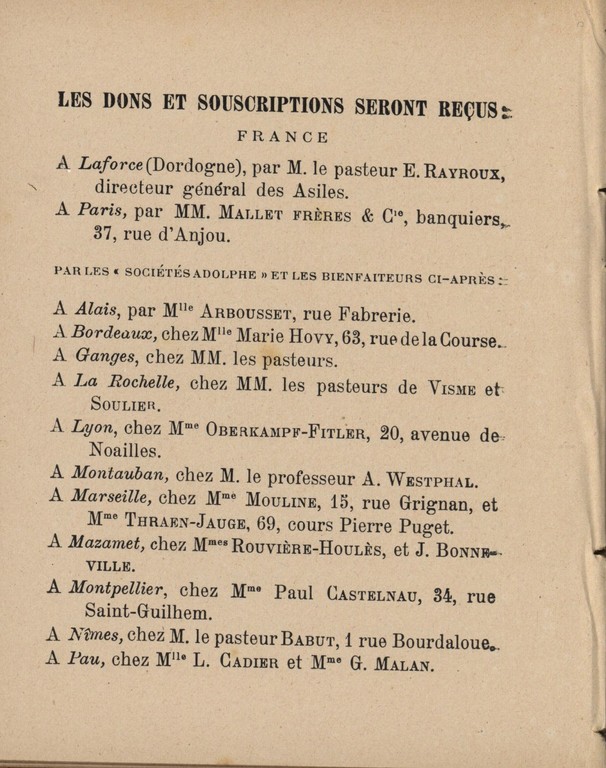 LES DONS ET SOUSCRIPTIONS SERONT REÇUS :
FRANCE
A Laforce (Dordogne), par M. le pasteur E. RAYROUX,
directeur général des Asiles.
A Paris, par MM. MALLET FRÈRES & Cie, banquiers,
37, rue d'Anjou.
PAR LES « SOCIÉTÉS ADOLPHE » ET LES BIENFAITEURS CI-APRÈS :
A Alais, par Mlle ARBOUSSET, rue Fabrerie.
A Bordeaux, chez Mlle Marie HOVY, 63, rue de la Course.
A Ganges, chez MM. les pasteurs.
A La Rochelle, chez MM. les pasteurs de VISME et
SOULIER.
A Lyon, chez Mme OBERKAMPF-FITLER, 20, avenue de
Noailles.
A Montauban, chez M. le professeur A. WESTPHAL.
A Marseille, chez Mme MOULINE, 15, rue Grignan, et
Mme THRAEN-JAUGE, 69, cours Pierre Puget.
A Mazamet, chez Mmes ROUVIÈRE-HOULÈS, et J. BONNE-
VILLE.
A Montpellier, chez Mme Paul CASTELNAU, 34, rue
Saint-Guilhem.
A Nîmes, chez M. le pasteur BABUT, 1 rue Bourdaloue.
A Pau, chez Mlle L. CADIER et Mme G. MALAN.